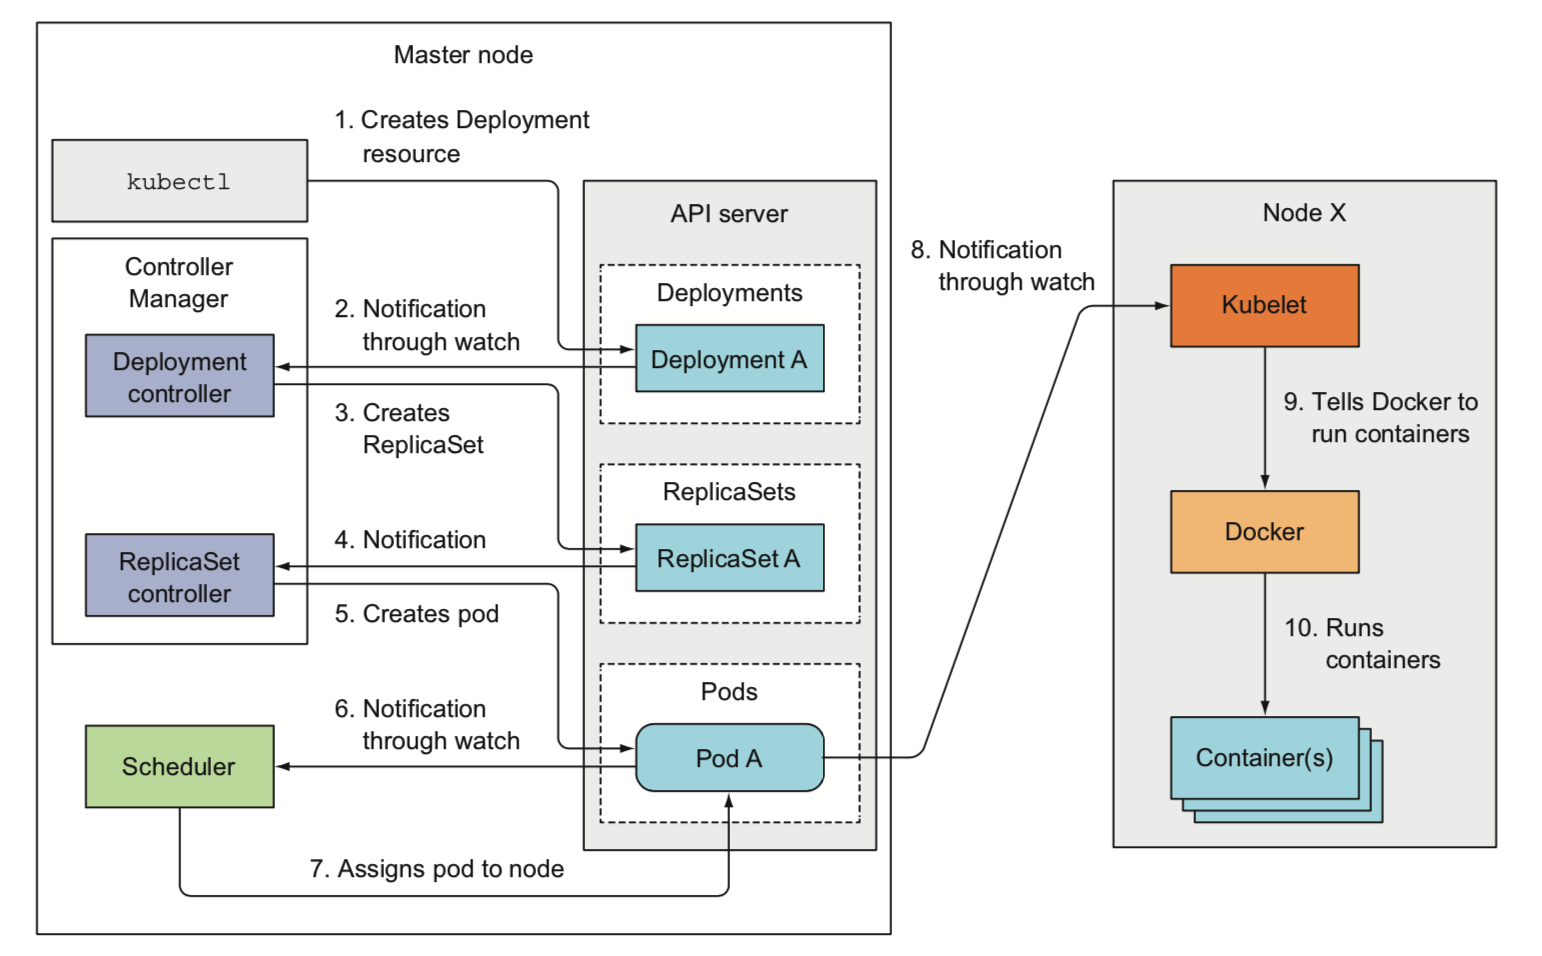 Master node
1. Creates Deployment
resource
kubectl
API server
Node X
Controller
Manager
8. Notification
through watch
Deployments
Kubelet
2. Notification
through watch
Deployment
controller
Deployment A
3. Creates
ReplicaSet
9. Tells Docker to
run containers
ReplicaSets
4. Notification
ReplicaSet
controller
ReplicaSet A
Docker
5. Creates pod
10. Runs
containers
Pods
6. Notification
through watch
Scheduler
Pod A
Container(s)
7. Assigns pod to node